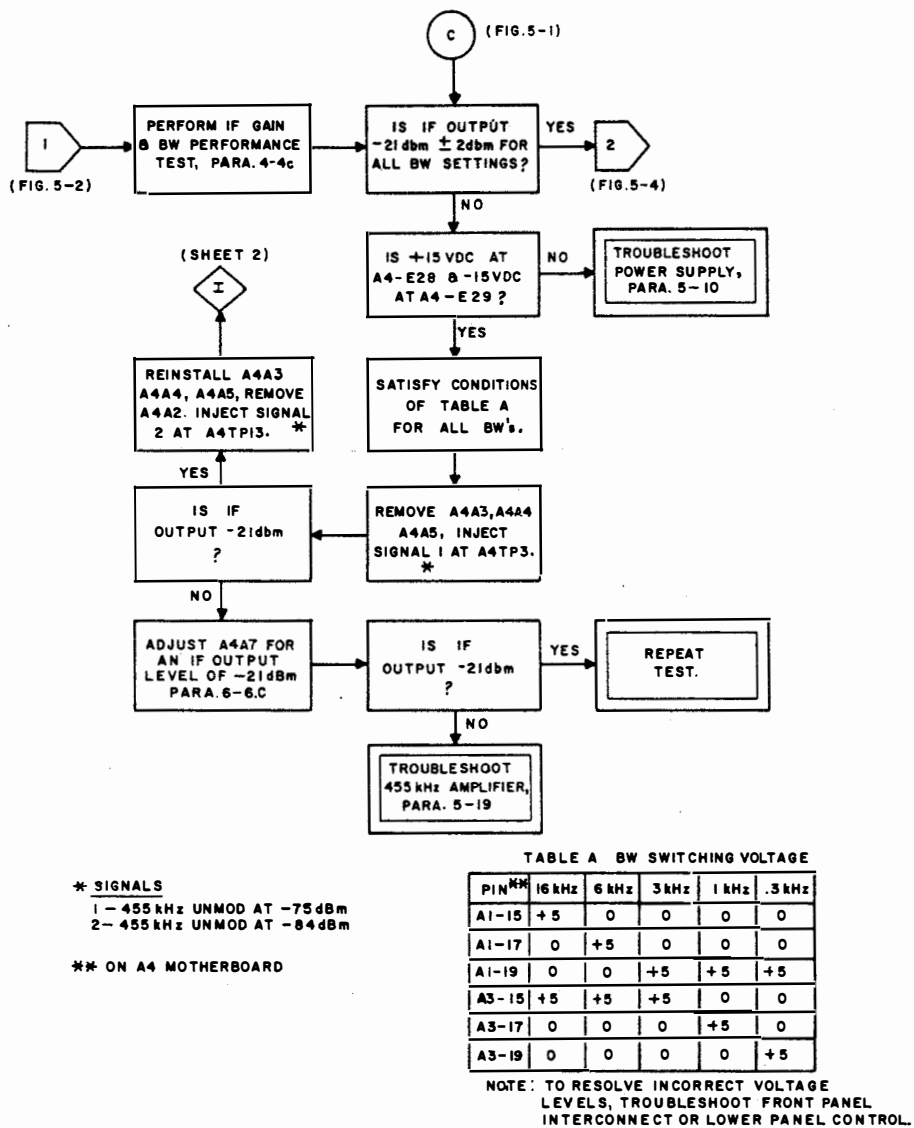 C
(FIG.5-1)
1
(FIG.5-2)
PERFORM IF GAIN
& BW PERFORMANCE
TEST, PARA. 4-4c
IS IF OUTPUT
-21dbm ± 2dbm FOR
ALL BW SETTINGS?
YES
2
(FIG.5-4)
NO
IS +15 VDC AT
A4-E28 & -15VDC
AT A4-E29 ?
NO
TROUBLESHOOT
POWER SUPPLY,
PARA. 5-10
YES
SATISFY CONDITIONS
OF TABLE A
FOR ALL BW's.
REMOVE A4A3,A4A4
A4A5, INJECT
SIGNAL 1 AT A4TP3.
*
IS IF
OUTPUT -21dbm
?
YES
REINSTALL A4A3
A4A4, A4A5, REMOVE
A4A2. INJECT SIGNAL
2 AT A4TP13. *
(SHEET 2)
I
NO
ADJUST A4A7 FOR
AN IF OUTPUT
LEVEL OF -21dBm
PARA. 6-6.C
IS IF
OUTPUT -21dbm
?
YES
REPEAT
TEST.
NO
TROUBLESHOOT
455 kHz AMPLIFIER,
PARA. 5-19
* SIGNALS
1 - 455 kHz UNMOD AT -75 dBm
2 - 455 kHz UNMOD AT -84 dBm
** ON A4 MOTHERBOARD
TABLE A BW SWITCHING VOLTAGE
PIN** 16 kHz 6 kHz 3 kHz 1 kHz .3 kHz
A1-15 +5 0 0 0 0
A1-17 0 +5 0 0 0
A1-19 0 0 +5 +5 +5
A3-15 +5 +5 +5 0 0
A3-17 0 0 0 +5 0
A3-19 0 0 0 0 +5
NOTE: TO RESOLVE INCORRECT VOLTAGE
LEVELS, TROUBLESHOOT FRONT PANEL
INTERCONNECT OR LOWER PANEL CONTROL.